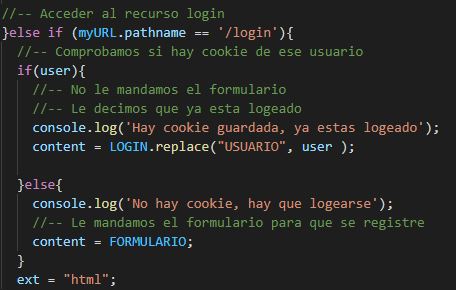 //-- Acceder al recurso login
}else if (myURL.pathname == '/login'){
//-- Comprobamos si hay cookie de ese usuario
if(user){
//-- No le mandamos el formulario
//-- Le decimos que ya esta logeado
console.log('Hay cookie guardada, ya estas logeado');
content = LOGIN.replace("USUARIO", user );
}else{
console.log('No hay cookie, hay que logearse');
//-- Le mandamos el formulario para que se registre
content = FORMULARIO;
}
ext = "html";